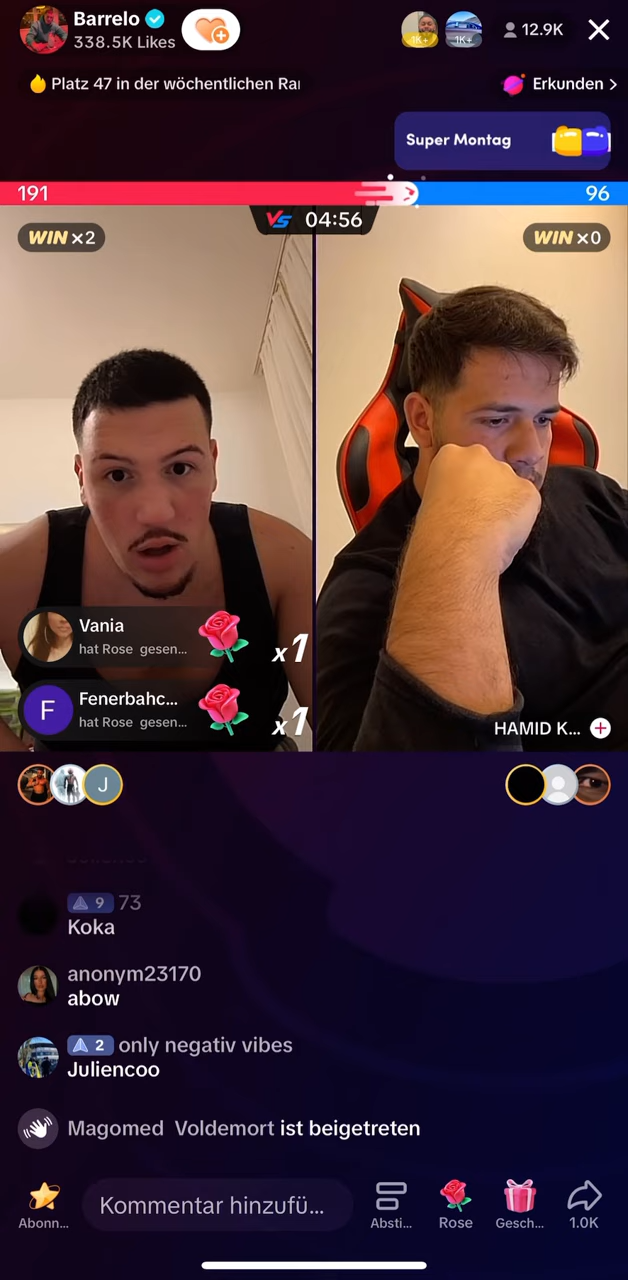 Barrelo
338.5K Likes
1K+
1K+
12.9K
Platz 47 in der wöchentlichen Ra
Erkunden >
Super Montag
191
96
VS 04:56
WIN x2
WIN x0
Vania
hat Rose gesen...
x1
F
Fenerbahc...
hat Rose gesen...
x1
HAMID K...
J
9 73
Koka
anonym23170
abow
2 only negativ vibes
Juliencoo
Magomed Voldemort ist beigetreten
Abonn...
Kommentar hinzufü...
Absti...
Rose
Gesch...
1.0K